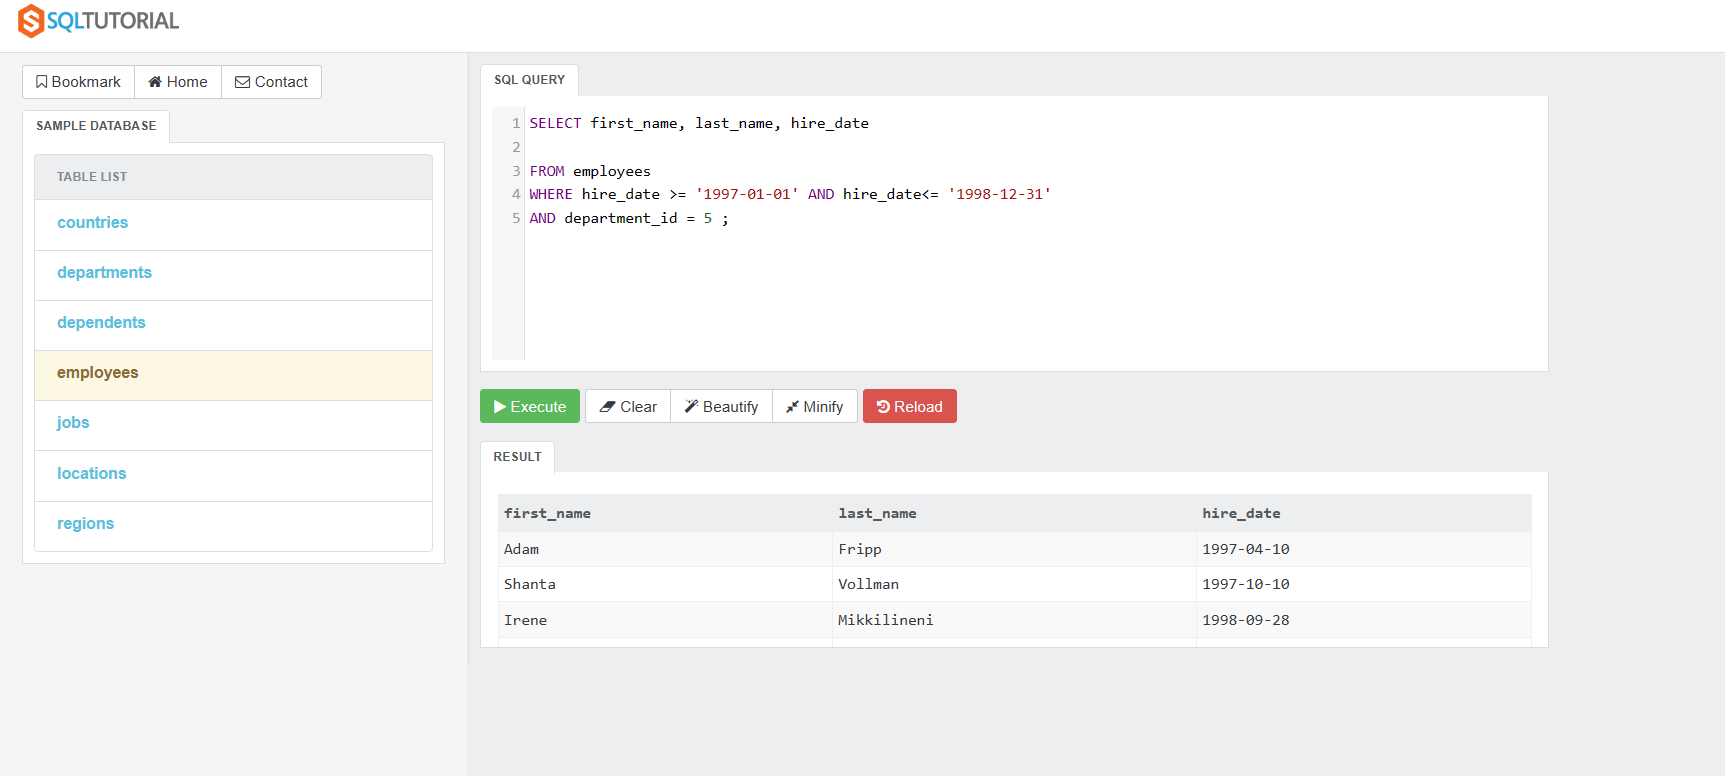 SQLTUTORIAL
Bookmark Home Contact
SAMPLE DATABASE
TABLE LIST
countries
departments
dependents
employees
jobs
locations
regions
SQL QUERY
1 SELECT first_name, last_name, hire_date
2
3 FROM employees
4 WHERE hire_date >= '1997-01-01' AND hire_date<= '1998-12-31'
5 AND department_id = 5 ;
Execute Clear Beautify Minify Reload
RESULT
first_name last_name hire_date
Adam Fripp 1997-04-10
Shanta Vollman 1997-10-10
Irene Mikkilineni 1998-09-28